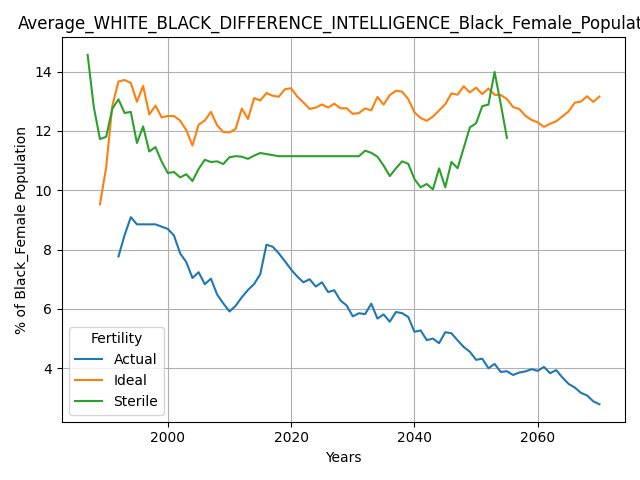 Average_WHITE_BLACK_DIFFERENCE_INTELLIGENCE_Black_Female_Populat
14
12
10
8
6
4
% of Black_Female Population
Fertility
Actual
Ideal
Sterile
2000
2020
2040
2060
Years